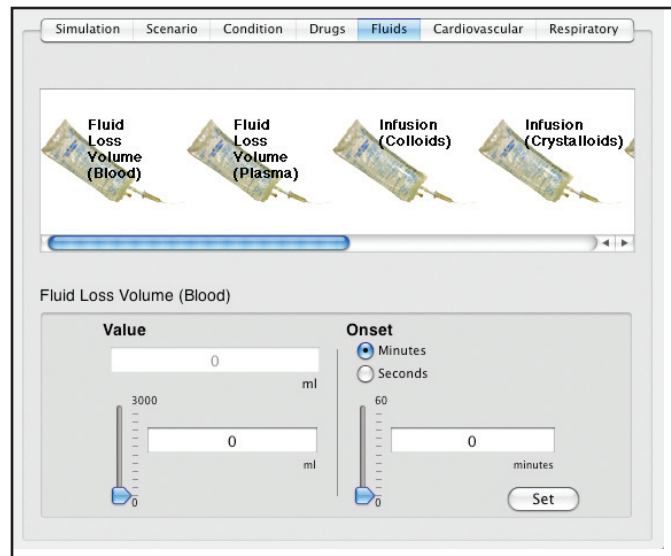 Simulation Scenario Condition Drugs Fluids Cardiovascular Respiratory
Fluid
Loss
Volume
(Blood)
Fluid
Loss
Volume
(Plasma)
Infusion
(Colloids)
Infusion
(Crystalloids)
Fluid Loss Volume (Blood)
Value
0
ml
3000
0
ml
0
Onset
Minutes
Seconds
60
0
minutes
0
Set